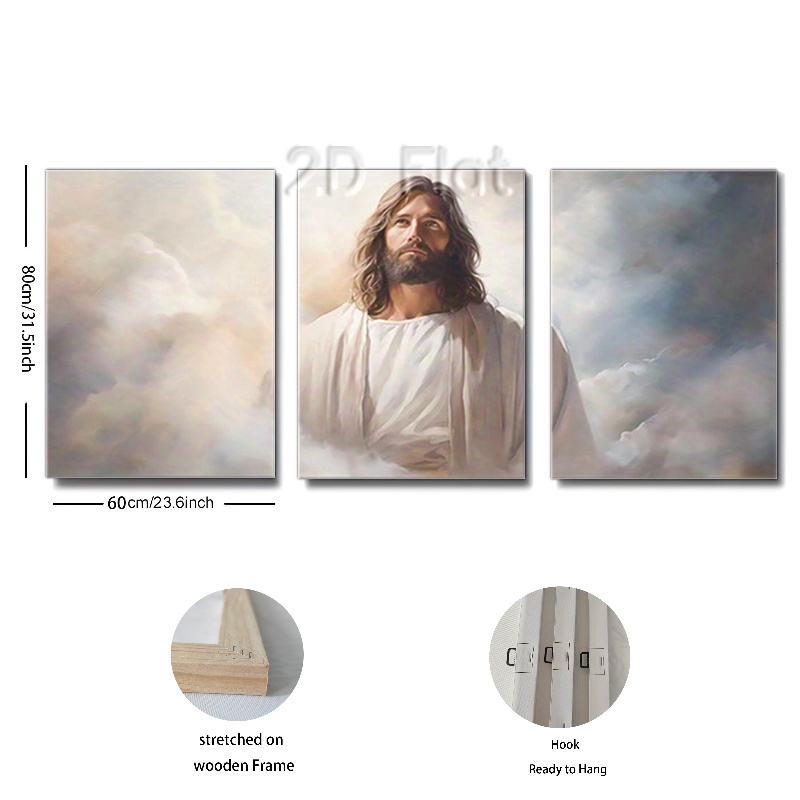 2D Flat
80cm/31.5inch
60cm/23.6inch
stretched on
wooden Frame
Hook
Ready to Hang